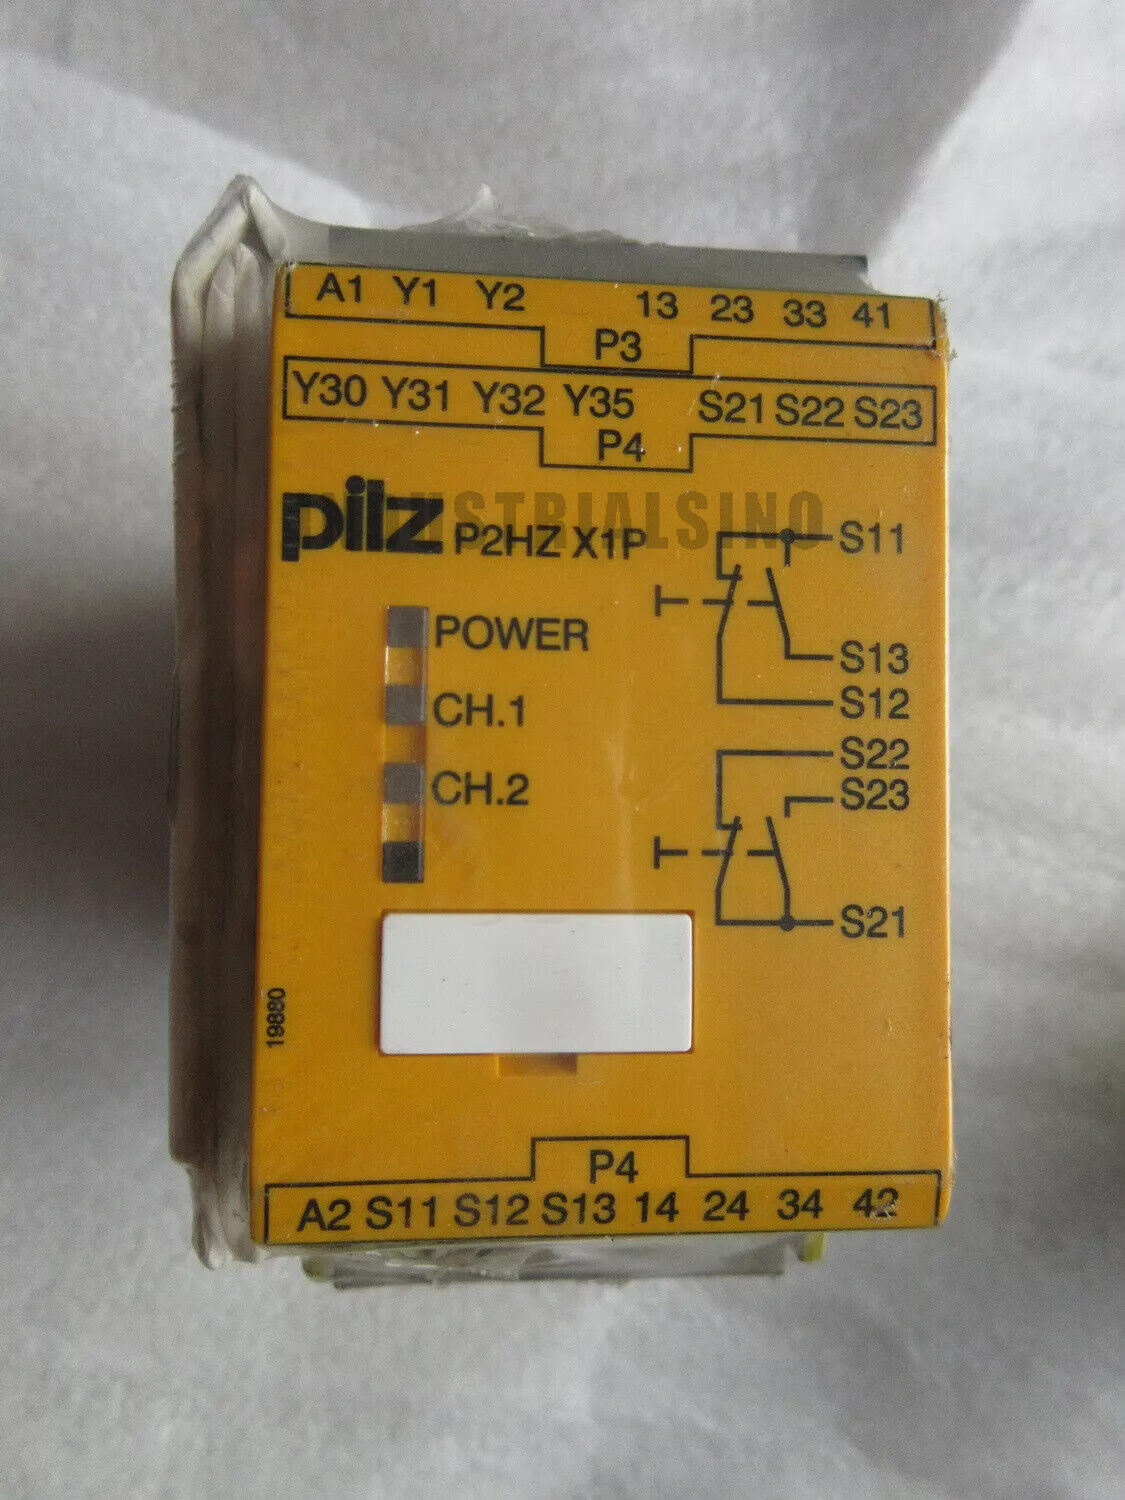 A1 Y1 Y2 13 23 33 41
P3
Y30 Y31 Y32 Y35 S21 S22 S23
P4
INDUSTRIALSINO
pilz P2HZ X1P
S11
POWER
S13
CH.1
S12
S22
CH.2
S23
S21
19880
P4
A2 S11 S12 S13 14 24 34 42